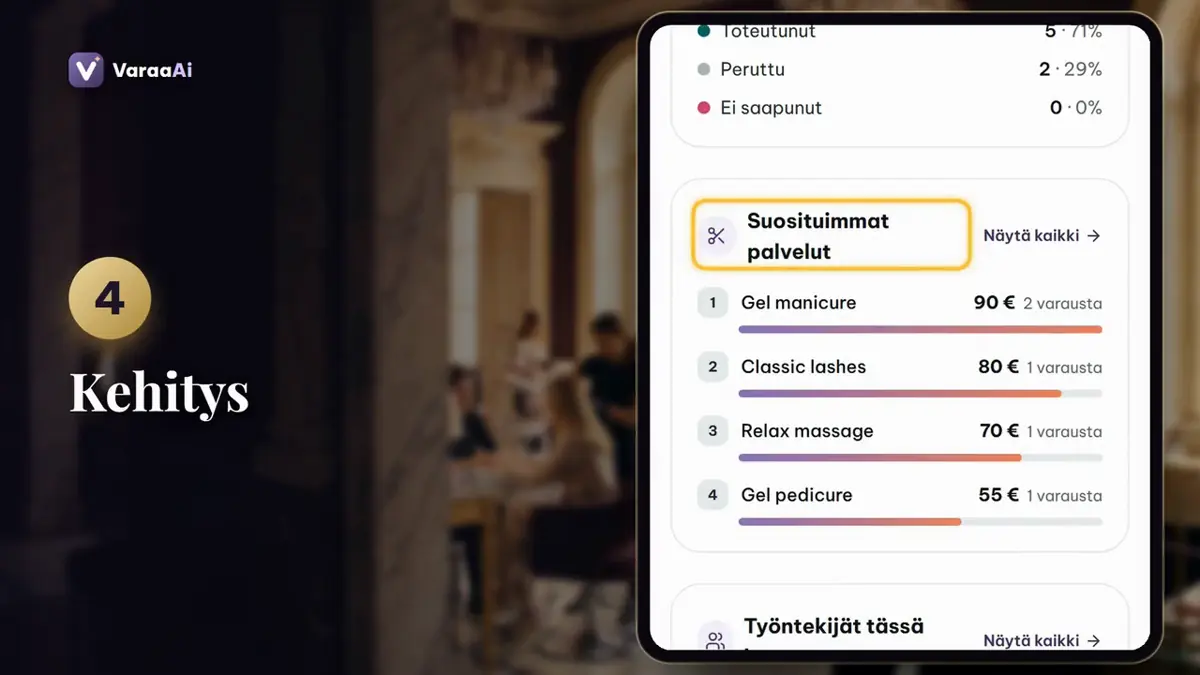 VaraaAi
4
Kehitys
Toteutunut 5 · 71%
Peruttu 2 · 29%
Ei saapunut 0 · 0%
Suosituimmat
palvelut
Näytä kaikki →
1 Gel manicure 90 € 2 varausta
2 Classic lashes 80 € 1 varausta
3 Relax massage 70 € 1 varausta
4 Gel pedicure 55 € 1 varausta
Työntekijät tässä
Näytä kaikki →